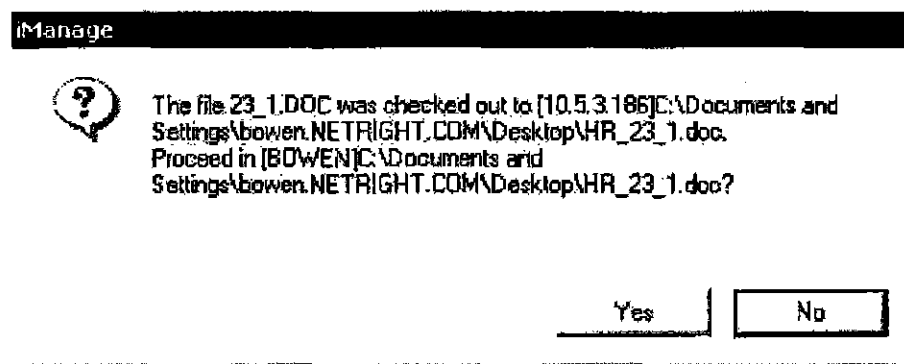 iManage
?
The file 23_1.DOC was checked out to [10.5.3.186]C:\Documents and
Settings\bowen.NETRIGHT.COM\Desktop\HR_23_1.doc.
Proceed in [BOWEN]C:\Documents and
Settings\bowen.NETRIGHT.COM\Desktop\HR_23_1.doc?
Yes No